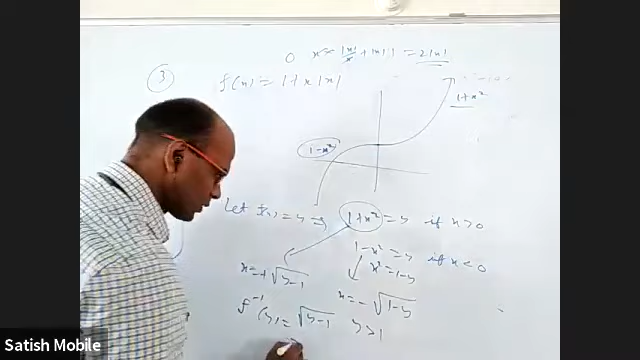 0 x × |x|/x + |x|·1 = 2|x|
③ f(x) = 1+x|x|
1+x²
1-x²
Let f(x) = y ⇒ 1+x² = y if x>0
1-x² = y if x<0
x = +√y-1 x² = 1-y
x = -√1-y
f⁻¹(y) = √y-1 y>1
Satish Mobile